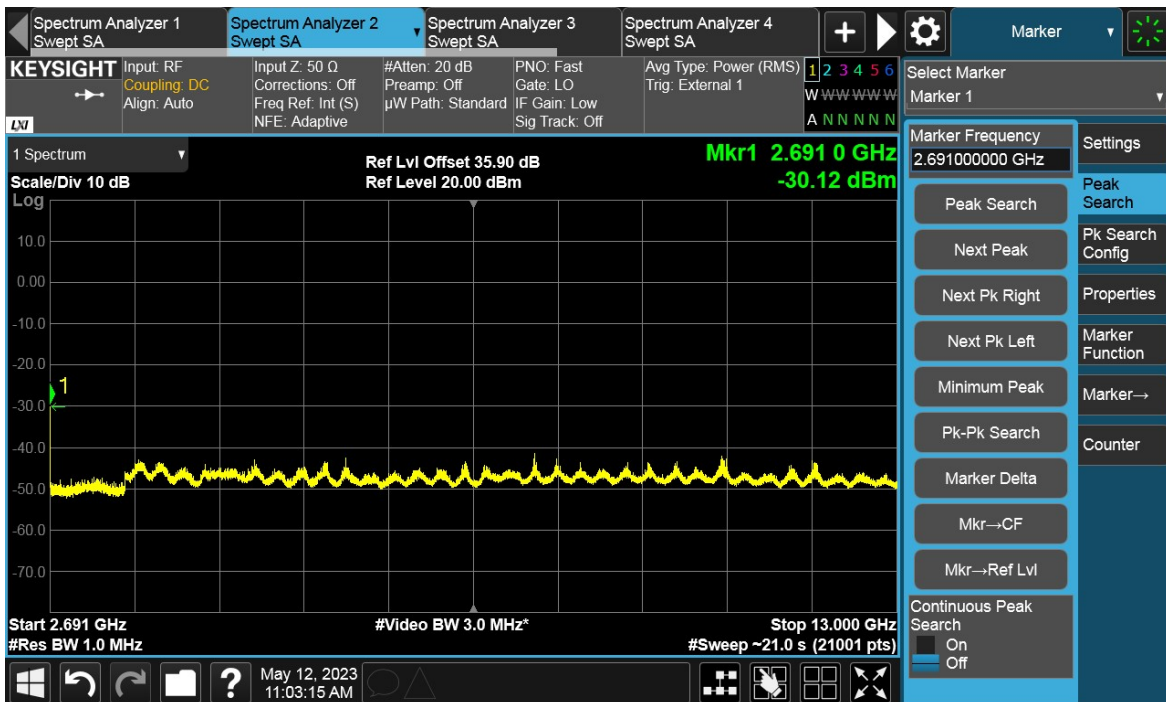 Spectrum Analyzer 1
Swept SA
Spectrum Analyzer 2
Swept SA
Spectrum Analyzer 3
Swept SA
Spectrum Analyzer 4
Swept SA
Marker
KEYSIGHT
LXI
Input: RF
Coupling: DC
Align: Auto
Input Z: 50 Ω
Corrections: Off
Freq Ref: Int (S)
NFE: Adaptive
#Atten: 20 dB
Preamp: Off
µW Path: Standard
PNO: Fast
Gate: LO
IF Gain: Low
Sig Track: Off
Avg Type: Power (RMS)
Trig: External 1
1 2 3 4 5 6
W W W W W W
A N N N N N
Select Marker
Marker 1
1 Spectrum
Scale/Div 10 dB
Log
Ref Lvl Offset 35.90 dB
Ref Level 20.00 dBm
Mkr1 2.691 0 GHz
-30.12 dBm
10.0
0.00
-10.0
-20.0
-30.0
-40.0
-50.0
-60.0
-70.0
1
Start 2.691 GHz
#Res BW 1.0 MHz
#Video BW 3.0 MHz*
Stop 13.000 GHz
#Sweep ~21.0 s (21001 pts)
Marker Frequency
2.691000000 GHz
Peak Search
Next Peak
Next Pk Right
Next Pk Left
Minimum Peak
Pk-Pk Search
Marker Delta
Mkr→CF
Mkr→Ref Lvl
Continuous Peak
Search
On
Off
Settings
Peak
Search
Pk Search
Config
Properties
Marker
Function
Marker→
Counter
?
May 12, 2023
11:03:15 AM